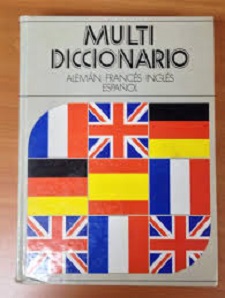 MULTI
DICCIONARIO
ALEMÁN FRANCÉS INGLÉS
ESPAÑOL